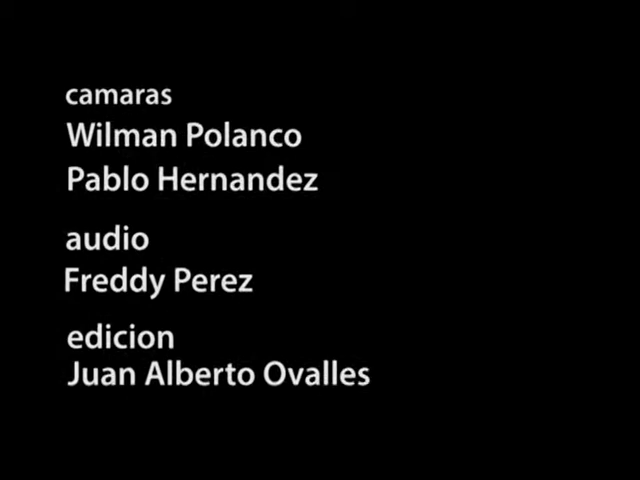 camaras
Wilman Polanco
Pablo Hernandez
audio
Freddy Perez
edicion
Juan Alberto Ovalles